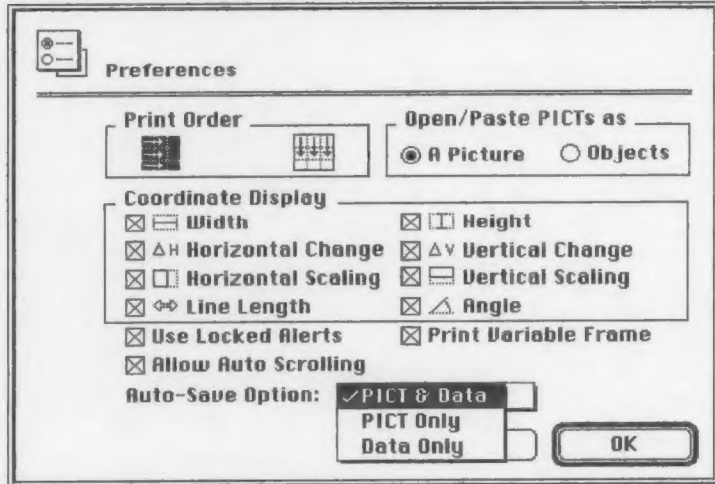 Preferences
Print Order
Open/Paste PICTs as
A Picture Objects
Coordinate Display
Width Height
ΔH Horizontal Change ΔV Vertical Change
Horizontal Scaling Vertical Scaling
Line Length Angle
Use Locked Alerts Print Variable Frame
Allow Auto Scrolling
Auto-Save Option: ✓PICT & Data
PICT Only
Data Only OK